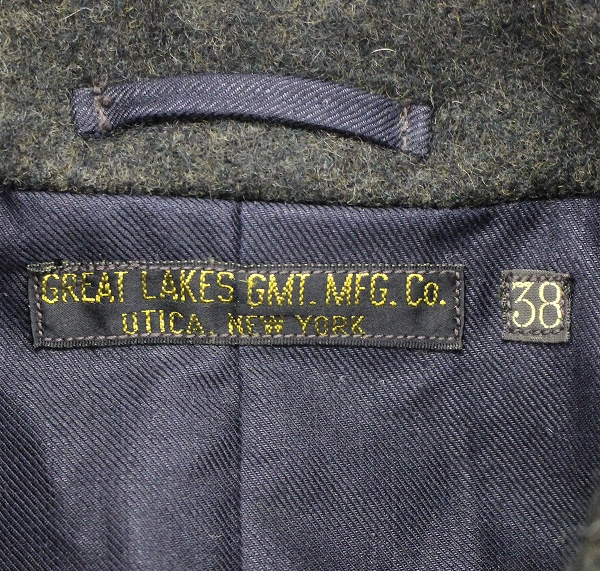 GREAT LAKES GMT. MFG. Co.
UTICA, NEW YORK
38